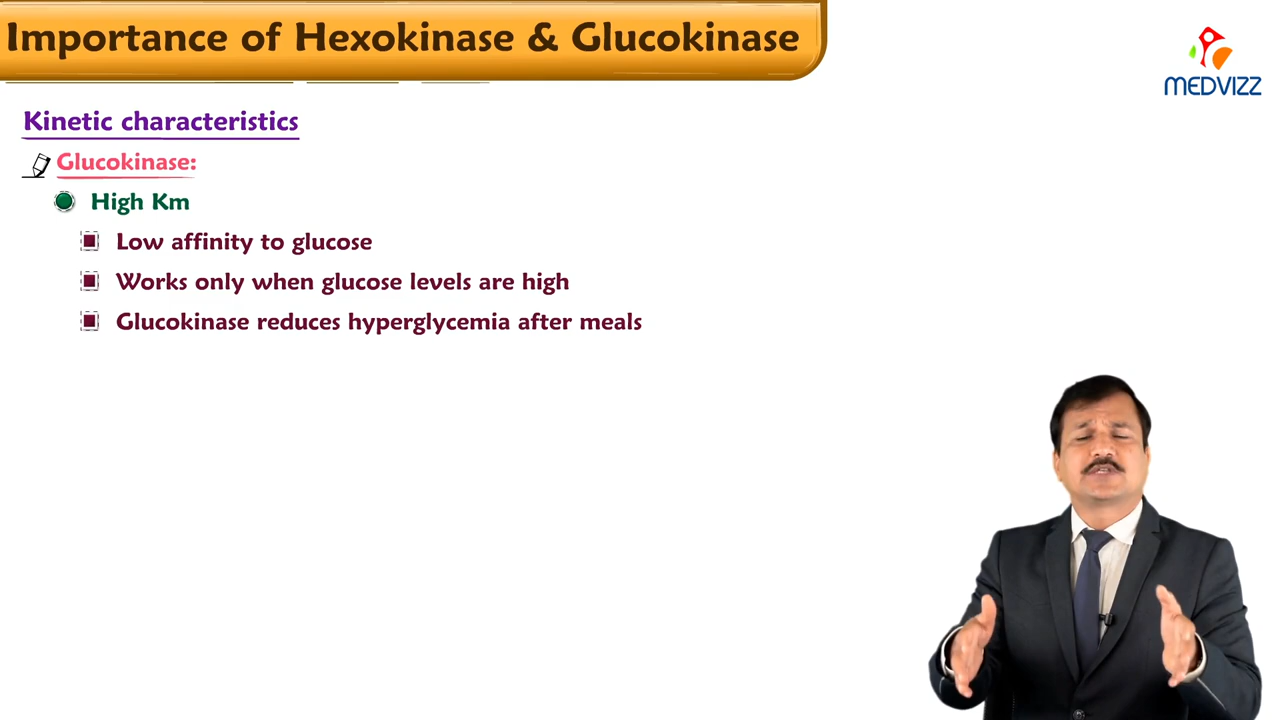 Importance of Hexokinase & Glucokinase
MEDVIZZ
Kinetic characteristics
Glucokinase:
High Km
Low affinity to glucose
Works only when glucose levels are high
Glucokinase reduces hyperglycemia after meals